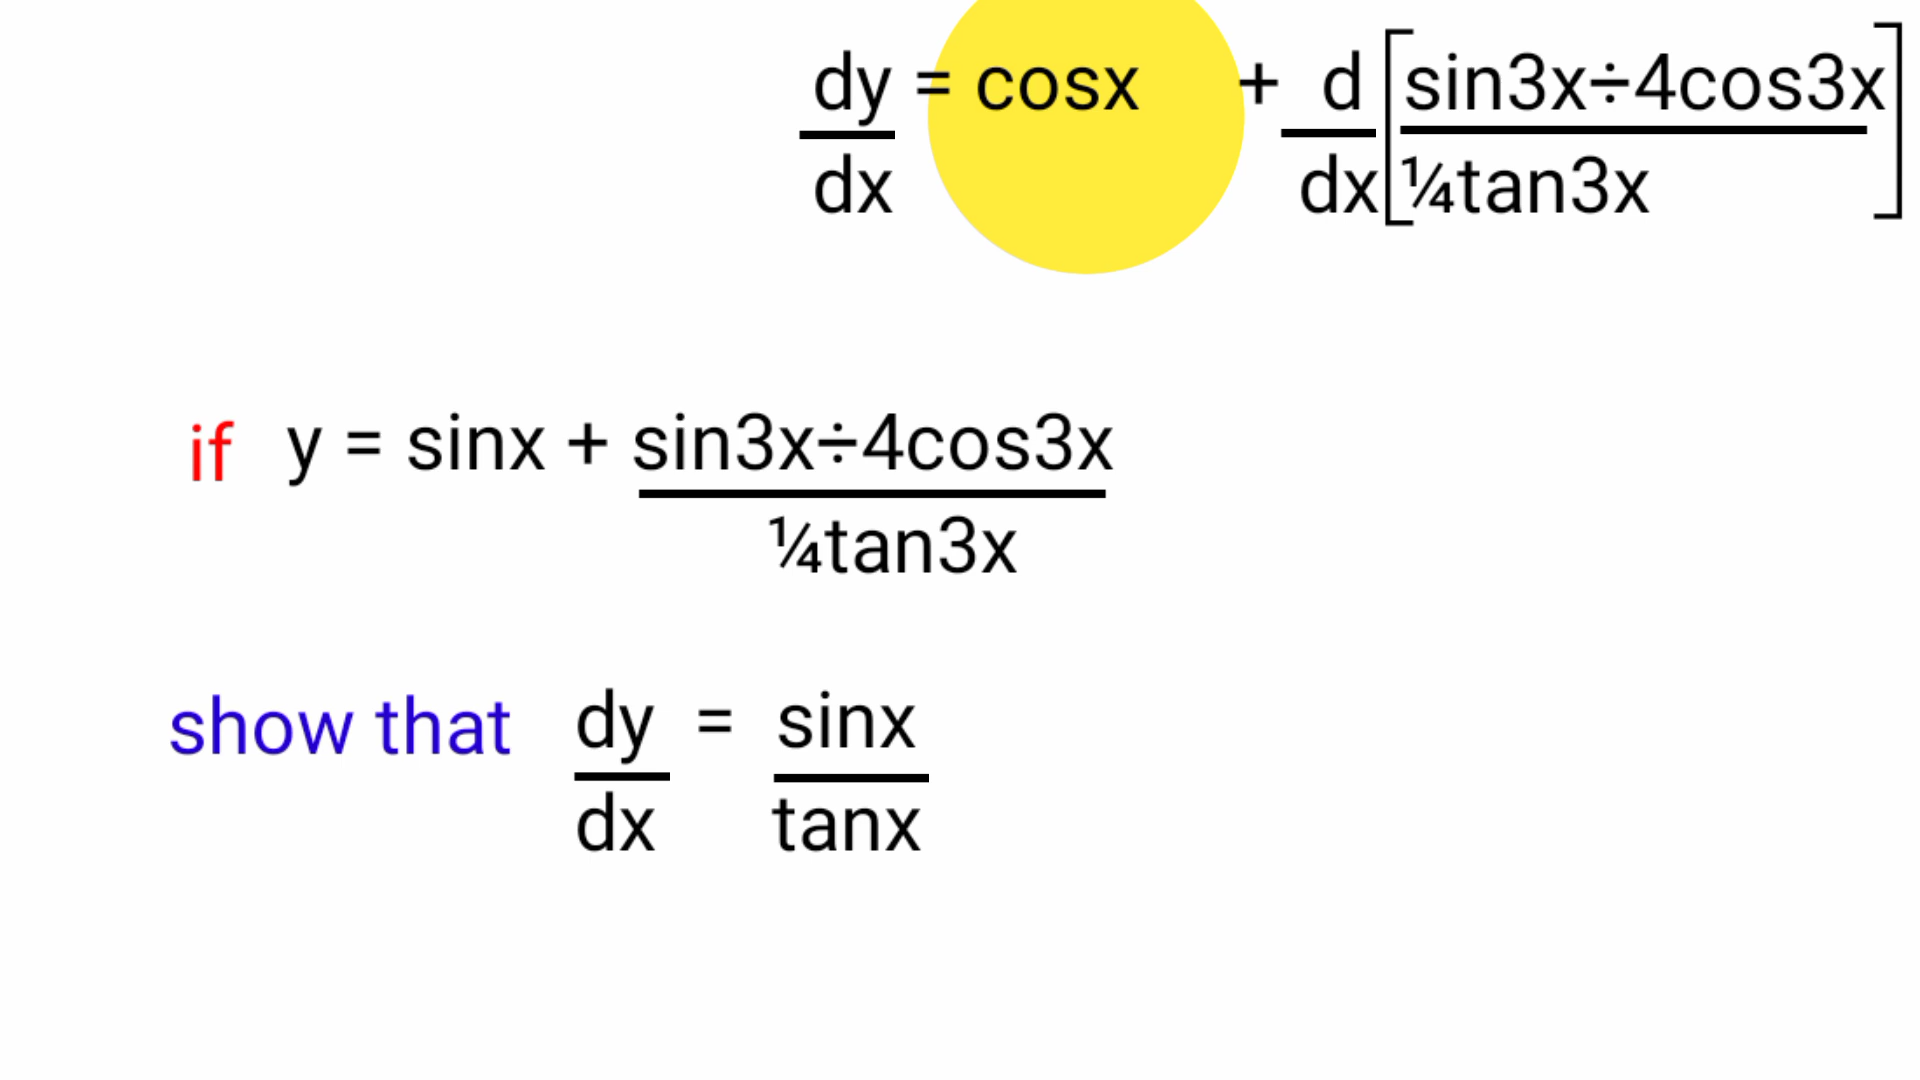 dy = cosx + d [sin3x÷4cos3x]
dx dx ¼tan3x
if y = sinx + sin3x÷4cos3x
¼tan3x
show that dy = sinx
dx tanx